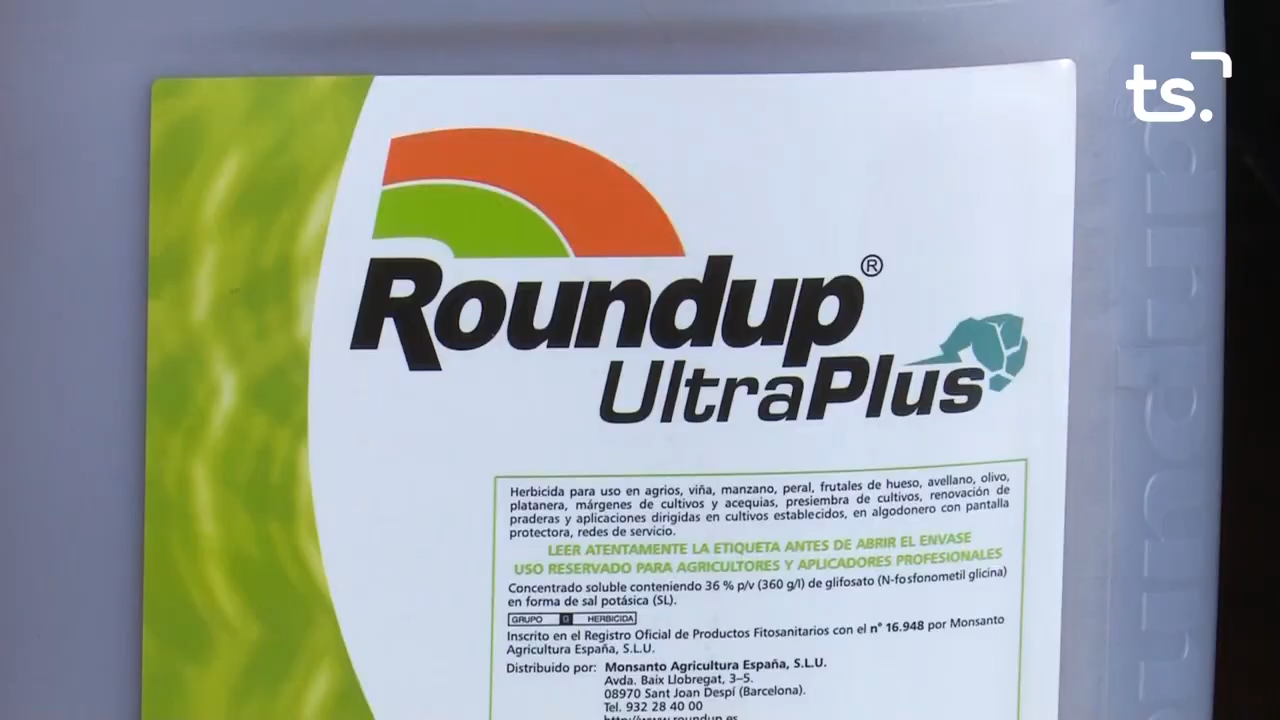 ts.
Roundup®
UltraPlus
Herbicida para uso en agrios, viña, manzano, peral, frutales de hueso, avellano, olivo,
platanera, márgenes de cultivos y acequias, presiembra de cultivos, renovación de
praderas y aplicaciones dirigidas en cultivos establecidos, en algodonero con pantalla
protectora, redes de servicio.
LEER ATENTAMENTE LA ETIQUETA ANTES DE ABRIR EL ENVASE
USO RESERVADO PARA AGRICULTORES Y APLICADORES PROFESIONALES
Concentrado soluble conteniendo 36 % p/v (360 g/l) de glifosato (N-fosfonometil glicina)
en forma de sal potásica (SL).
GRUPO G HERBICIDA
Inscrito en el Registro Oficial de Productos Fitosanitarios con el n° 16.948 por Monsanto
Agricultura España, S.L.U.
Distribuido por: Monsanto Agricultura España, S.L.U.
Avda. Baix Llobregat, 3–5.
08970 Sant Joan Despí (Barcelona).
Tel. 932 28 40 00
http://www.roundup.es